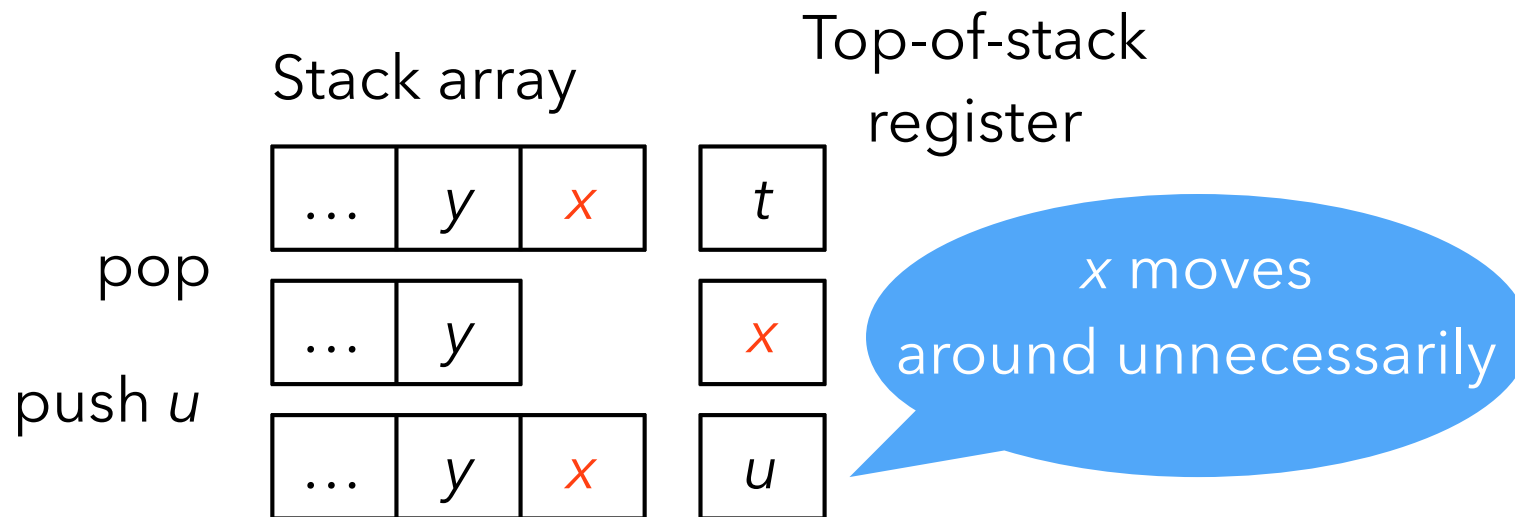 Top-of-stack
register
Stack array
… y x t
pop
… y x
x moves
around unnecessarily
push u
… y x u